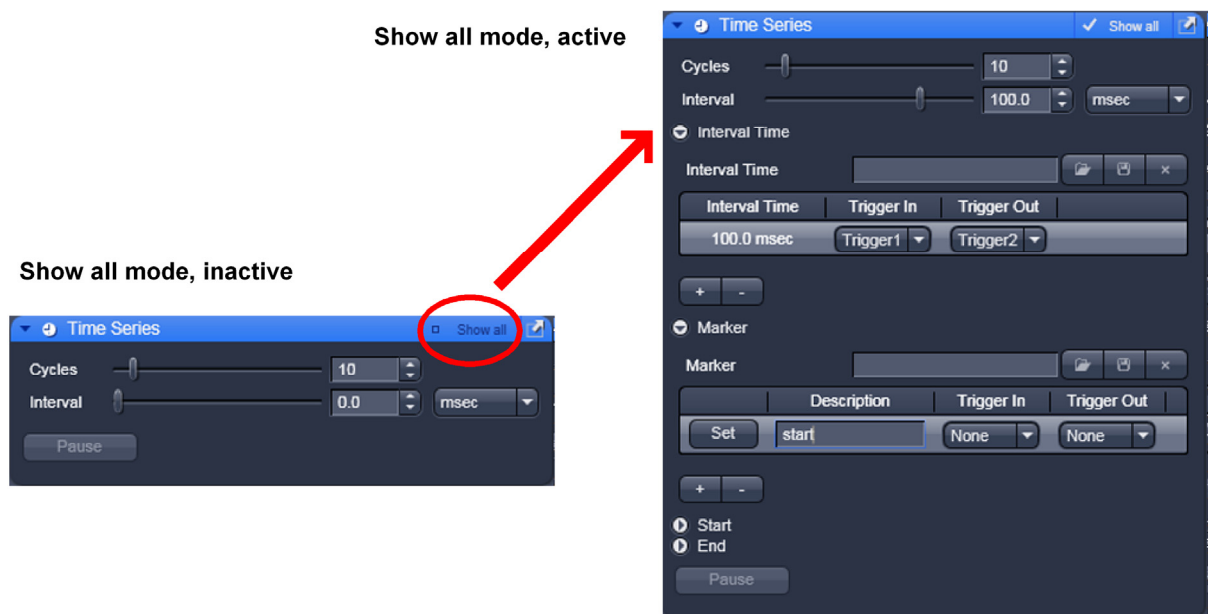 Show all mode, active
Show all mode, inactive
Time Series Show all
Cycles 10
Interval 0.0 msec
Pause
Time Series Show all
Cycles 10
Interval 100.0 msec
Interval Time
Interval Time
Interval Time Trigger In Trigger Out
100.0 msec Trigger1 Trigger2
+ -
Marker
Marker
Description Trigger In Trigger Out
Set start None None
+ -
Start
End
Pause